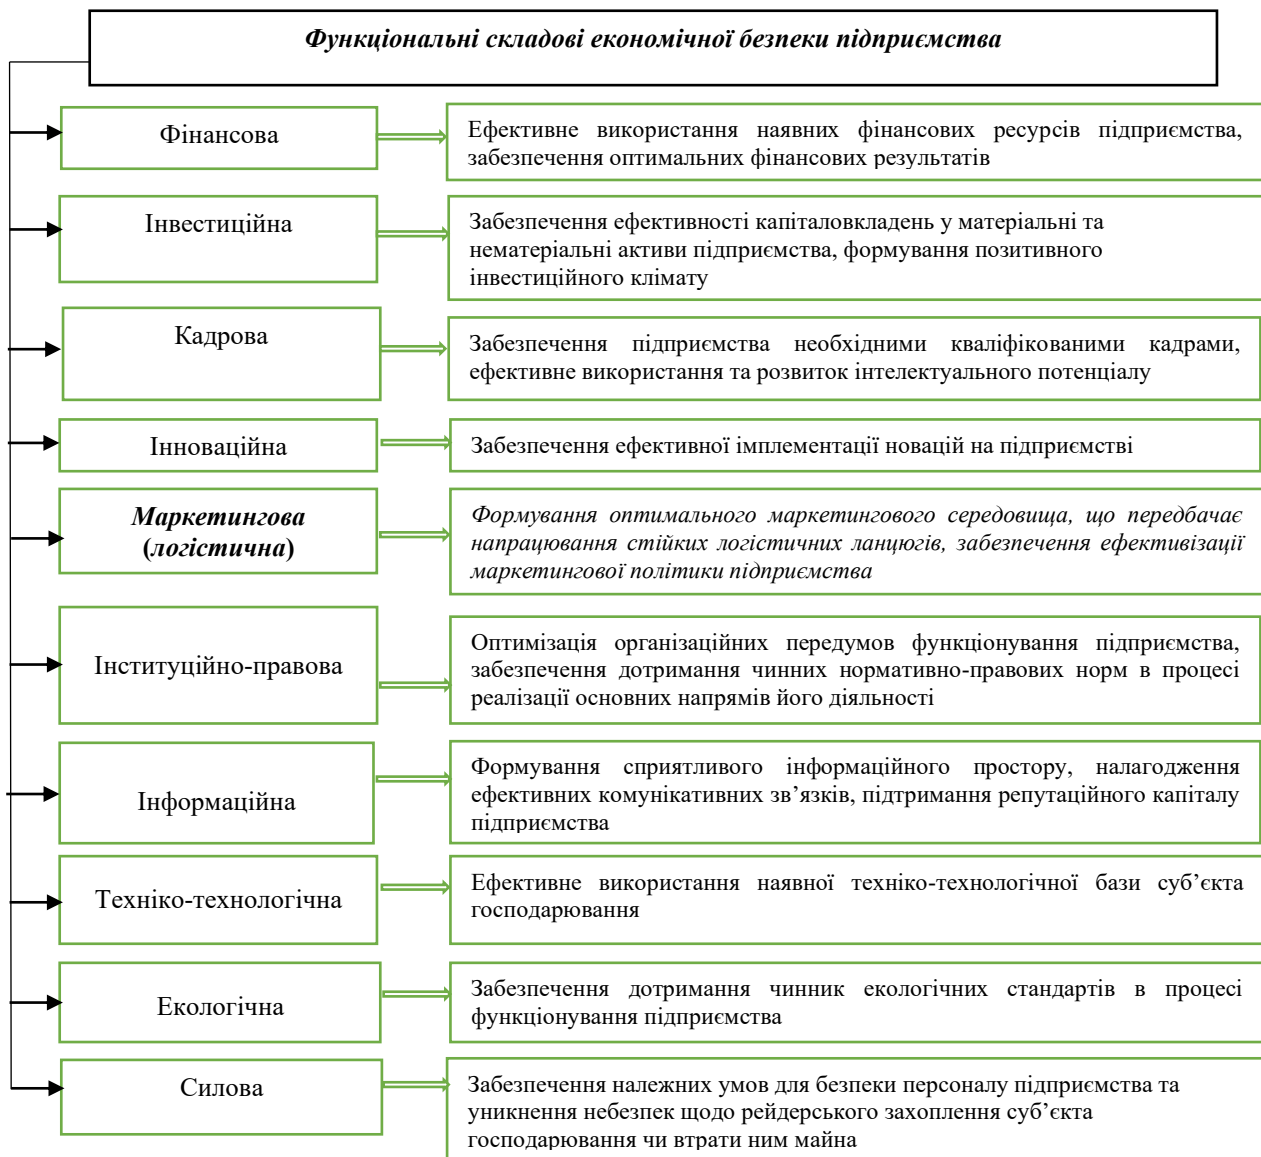 Функціональні складові економічної безпеки підприємства
Фінансова
Ефективне використання наявних фінансових ресурсів підприємства,
забезпечення оптимальних фінансових результатів
Інвестиційна
Забезпечення ефективності капіталовкладень у матеріальні та
нематеріальні активи підприємства, формування позитивного
інвестиційного клімату
Кадрова
Забезпечення підприємства необхідними кваліфікованими кадрами,
ефективне використання та розвиток інтелектуального потенціалу
Інноваційна
Забезпечення ефективної імплементації новацій на підприємстві
Маркетингова
(логістична)
Формування оптимального маркетингового середовища, що передбачає
напрацювання стійких логістичних ланцюгів, забезпечення ефективізації
маркетингової політики підприємства
Інституційно-правова
Оптимізація організаційних передумов функціонування підприємства,
забезпечення дотримання чинних нормативно-правових норм в процесі
реалізації основних напрямів його діяльності
Інформаційна
Формування сприятливого інформаційного простору, налагодження
ефективних комунікативних зв’язків, підтримання репутаційного капіталу
підприємства
Техніко-технологічна
Ефективне використання наявної техніко-технологічної бази суб’єкта
господарювання
Екологічна
Забезпечення дотримання чинник екологічних стандартів в процесі
функціонування підприємства
Силова
Забезпечення належних умов для безпеки персоналу підприємства та
уникнення небезпек щодо рейдерського захоплення суб’єкта
господарювання чи втрати ним майна